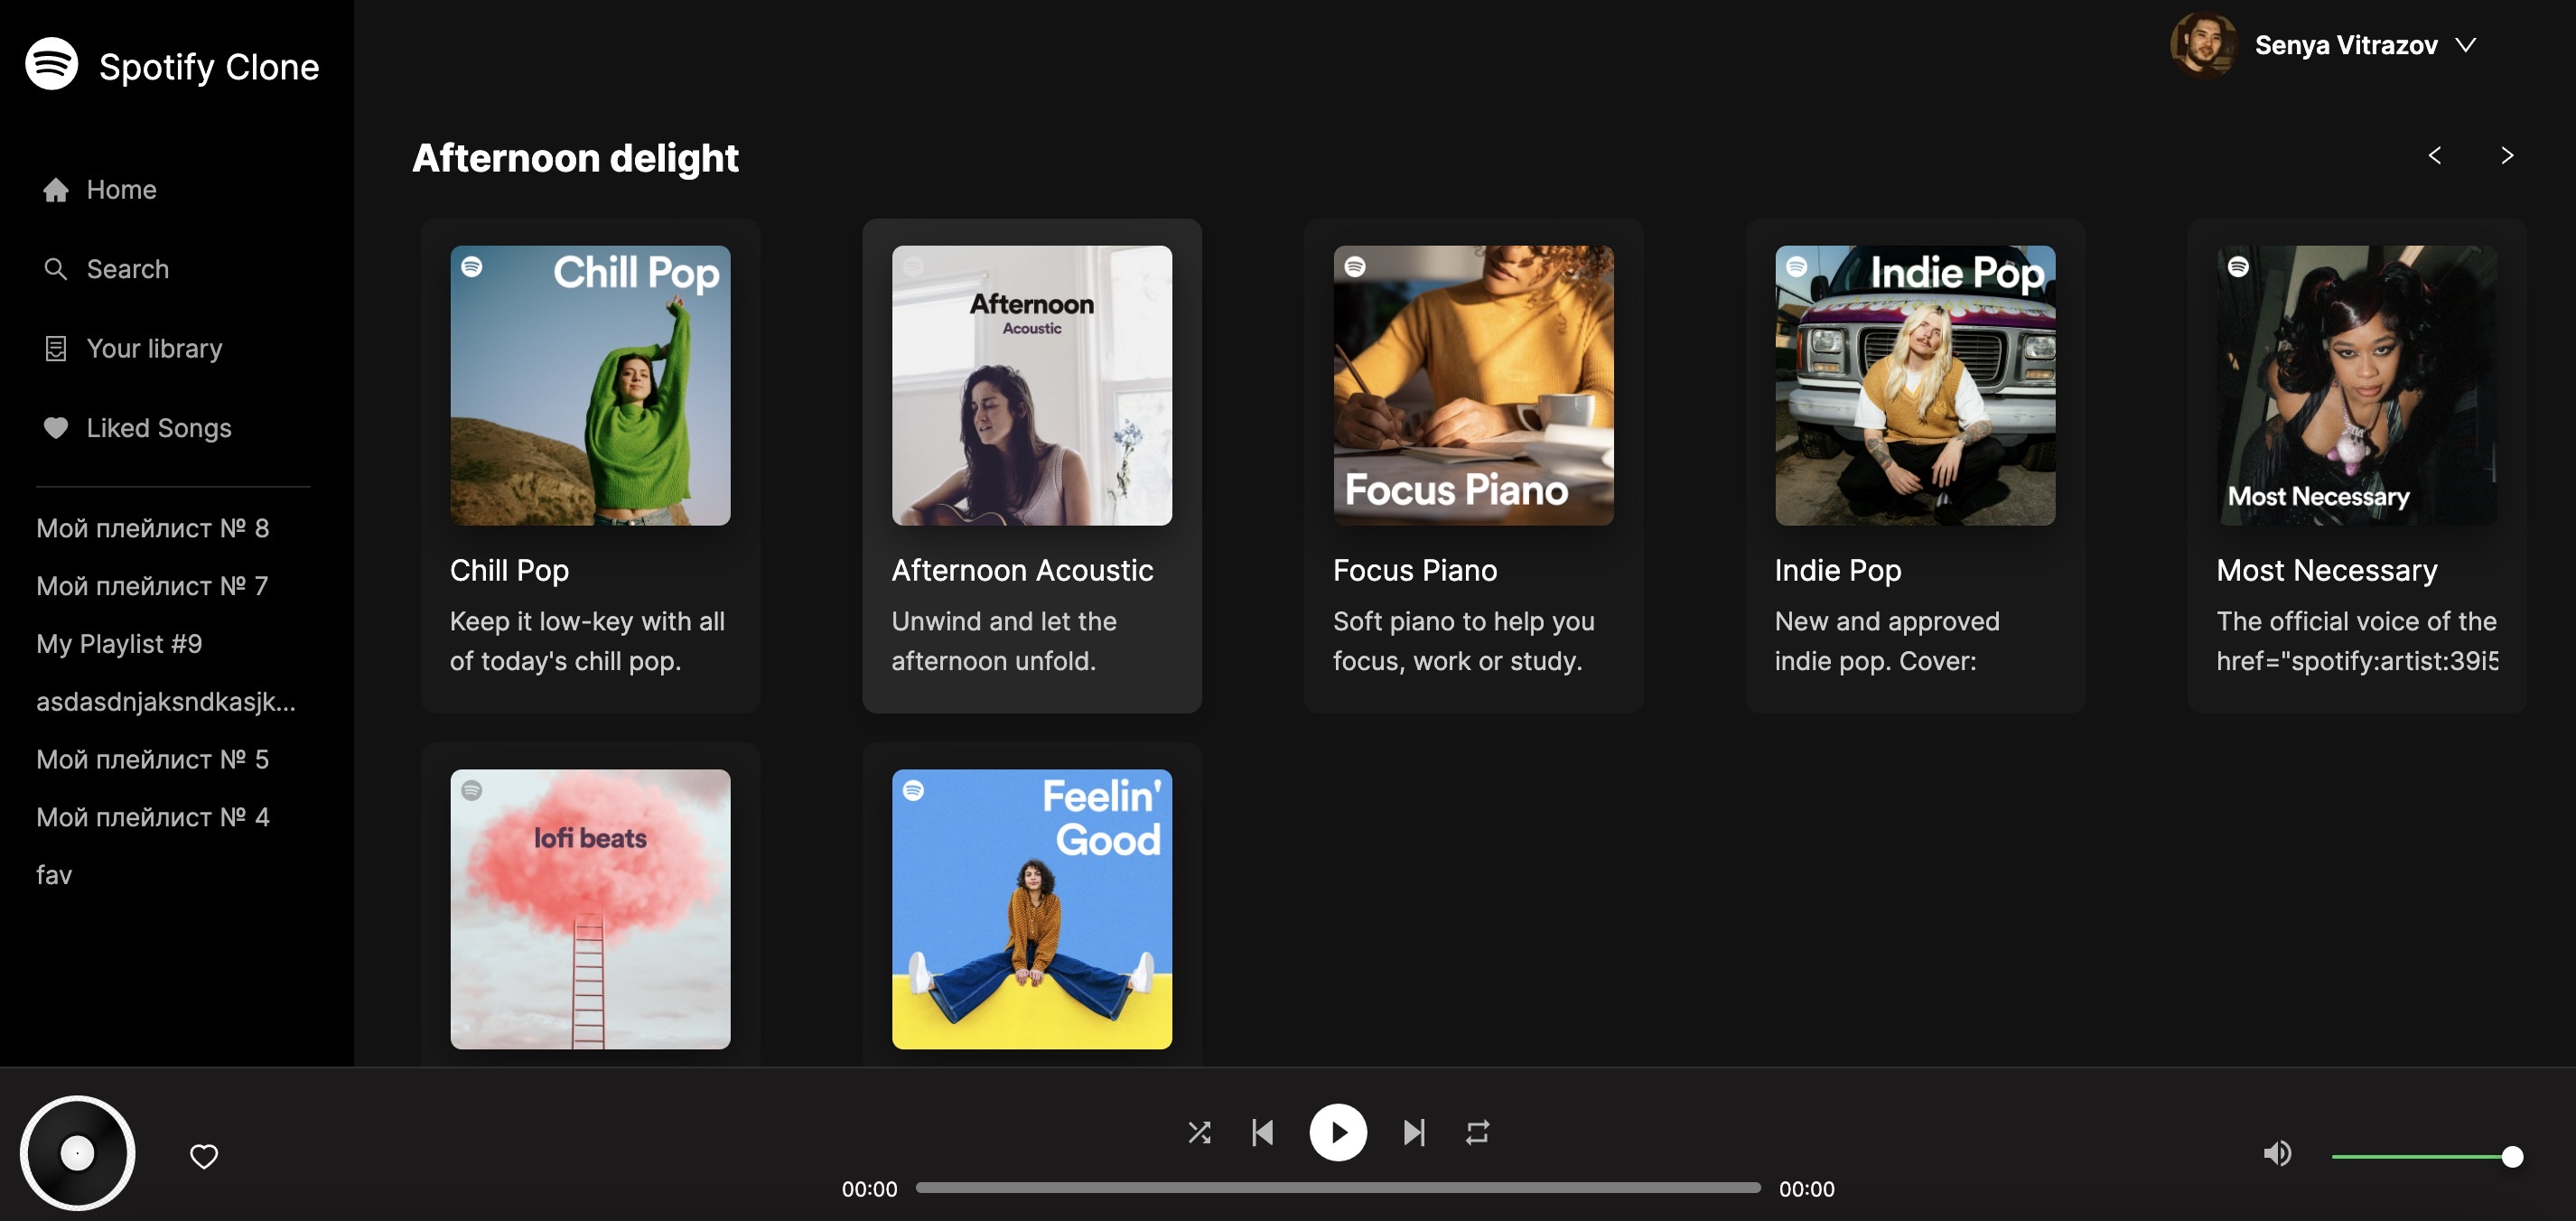 Spotify Clone
Home
Search
Your library
Liked Songs
Мой плейлист № 8
Мой плейлист № 7
My Playlist #9
asdasdnjaksndkasjk...
Мой плейлист № 5
Мой плейлист № 4
fav
Senya Vitrazov
Afternoon delight
Chill Pop
Chill Pop
Keep it low-key with all
of today's chill pop.
Afternoon
Acoustic
Afternoon Acoustic
Unwind and let the
afternoon unfold.
Focus Piano
Focus Piano
Soft piano to help you
focus, work or study.
Indie Pop
Indie Pop
New and approved
indie pop. Cover:
Most Necessary
Most Necessary
The official voice of the
href="spotify:artist:39i5
lofi beats
Feelin'
Good
00:00
00:00